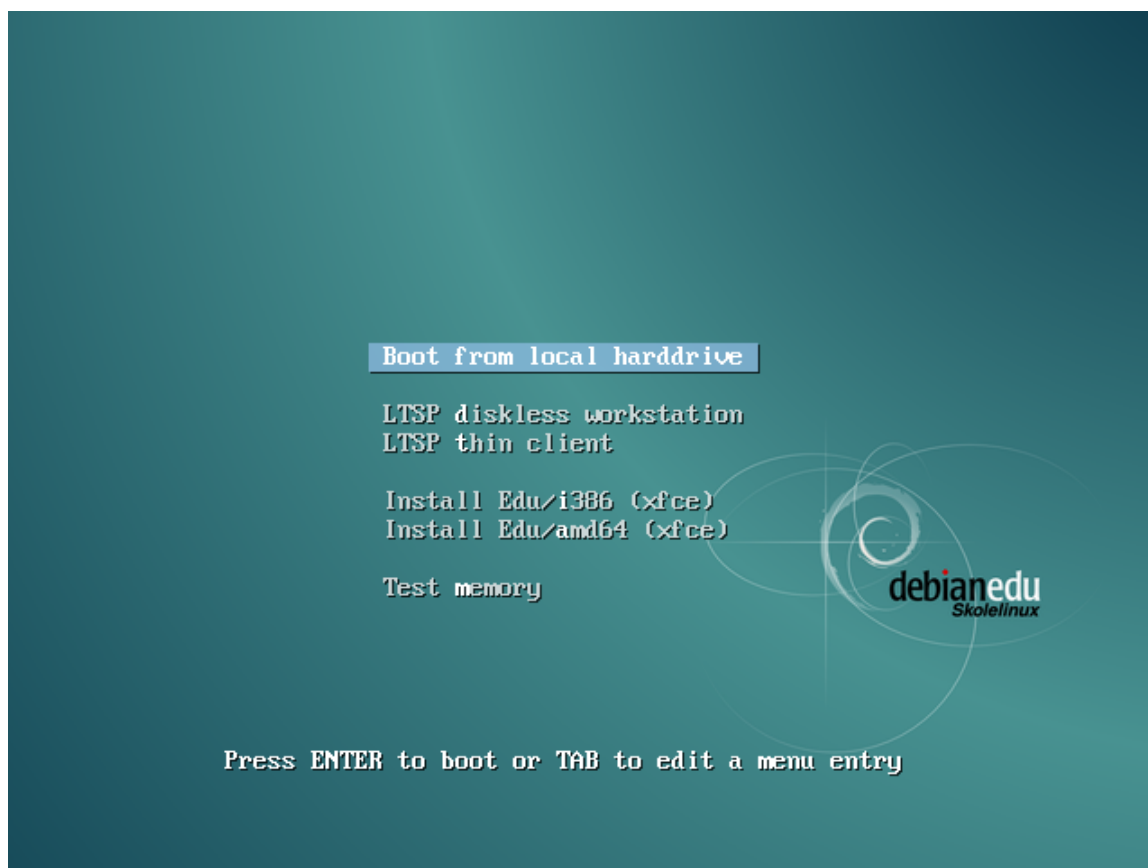 Boot from local harddrive
LTSP diskless workstation
LTSP thin client
Install Edu/i386 (xfce)
Install Edu/amd64 (xfce)
Test memory
debianedu
Skolelinux
Press ENTER to boot or TAB to edit a menu entry